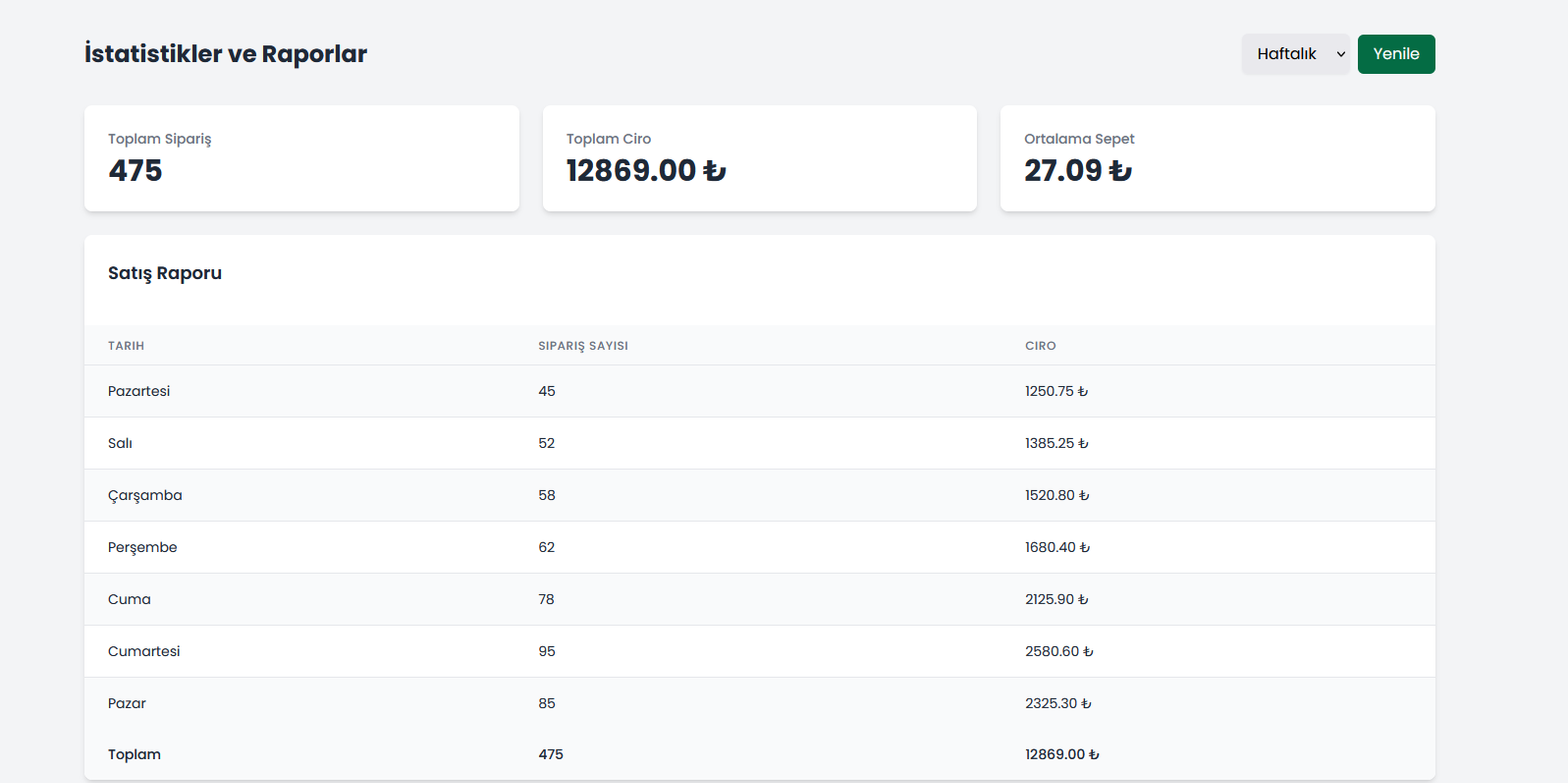 İstatistikler ve Raporlar
Haftalık
Yenile
Toplam Sipariş
475
Toplam Ciro
12869.00 ₺
Ortalama Sepet
27.09 ₺
Satış Raporu
TARIH SIPARIŞ SAYISI CIRO
Pazartesi 45 1250.75 ₺
Salı 52 1385.25 ₺
Çarşamba 58 1520.80 ₺
Perşembe 62 1680.40 ₺
Cuma 78 2125.90 ₺
Cumartesi 95 2580.60 ₺
Pazar 85 2325.30 ₺
Toplam 475 12869.00 ₺